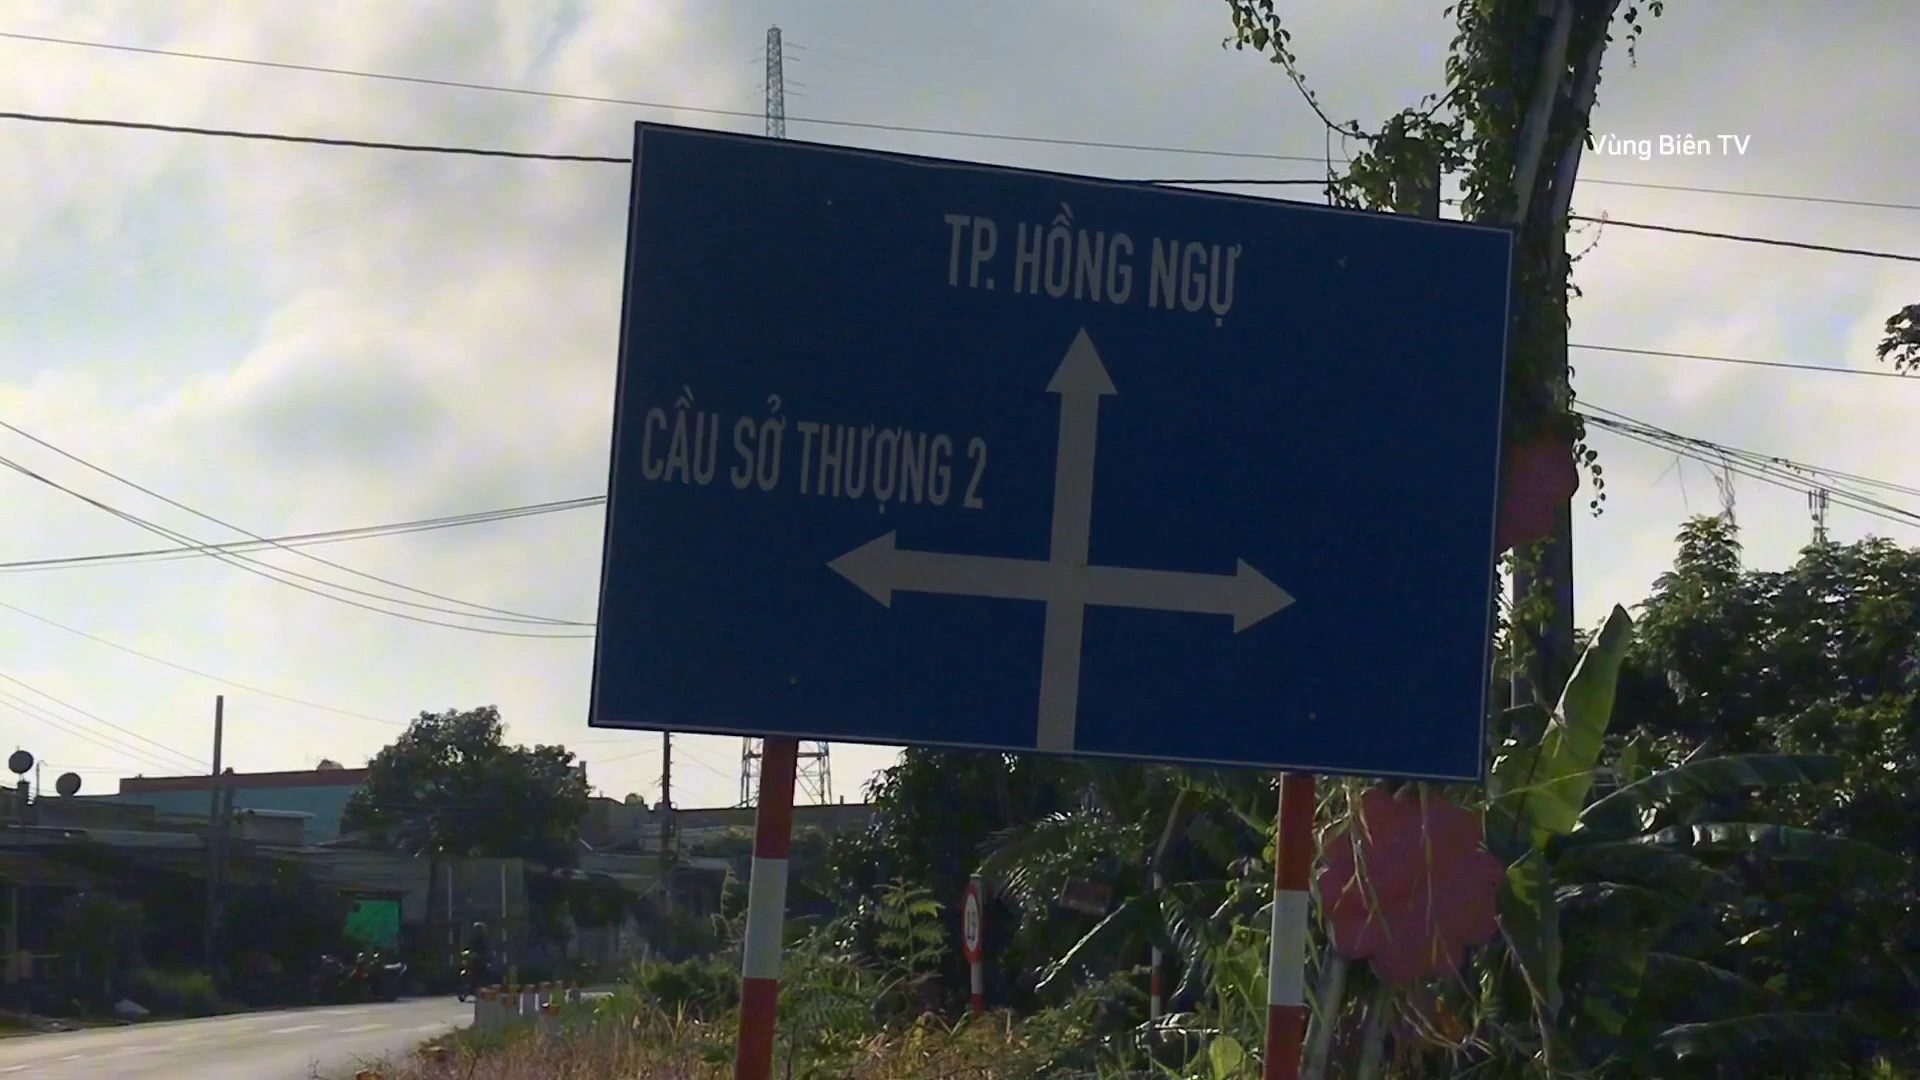 Vùng Biên TV
TP. HỒNG NGỰ
CẦU SỞ THƯỢNG 2